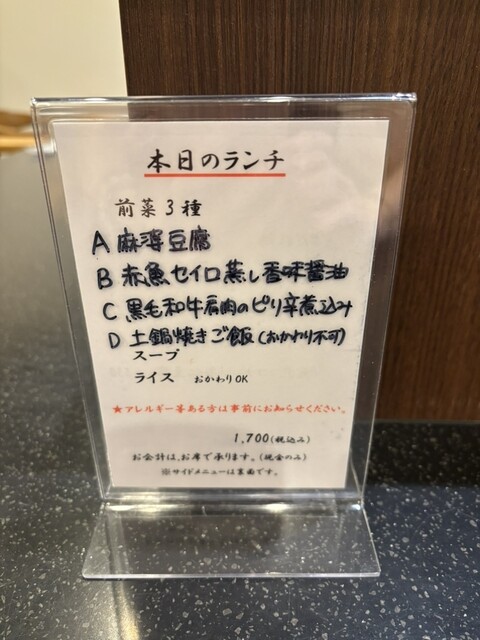 本日のランチ
前菜3種
A 麻婆豆腐
B 赤魚セイロ蒸し香味醤油
C 黒毛和牛肩肉のピリ辛煮込み
D 土鍋焼きご飯(おかわり不可)
スープ
ライス おかわりOK
★アレルギー等ある方は事前にお知らせください。
1,700(税込み)
お会計は、お席で承ります。(現金のみ)
※サイドメニューは裏面です。